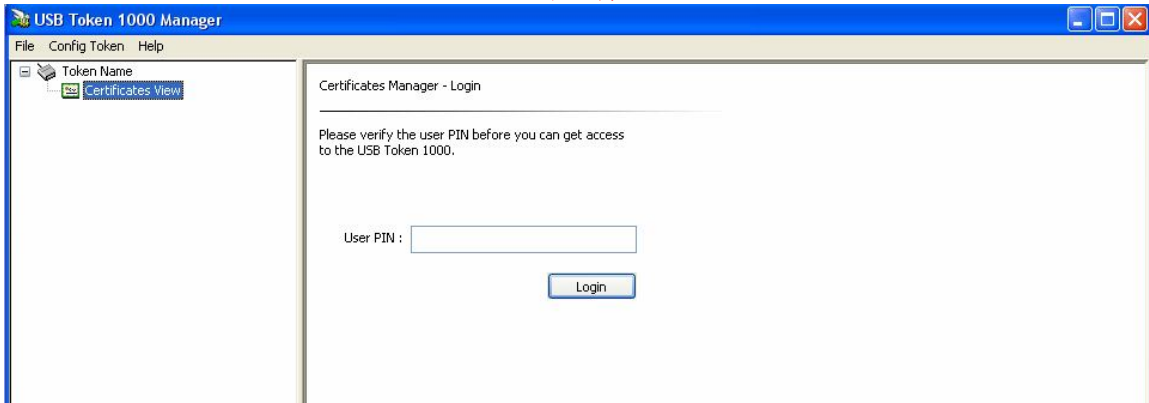 USB Token 1000 Manager
File Config Token Help
Token Name
Certificates View
Certificates Manager - Login
Please verify the user PIN before you can get access
to the USB Token 1000.
User PIN :
Login